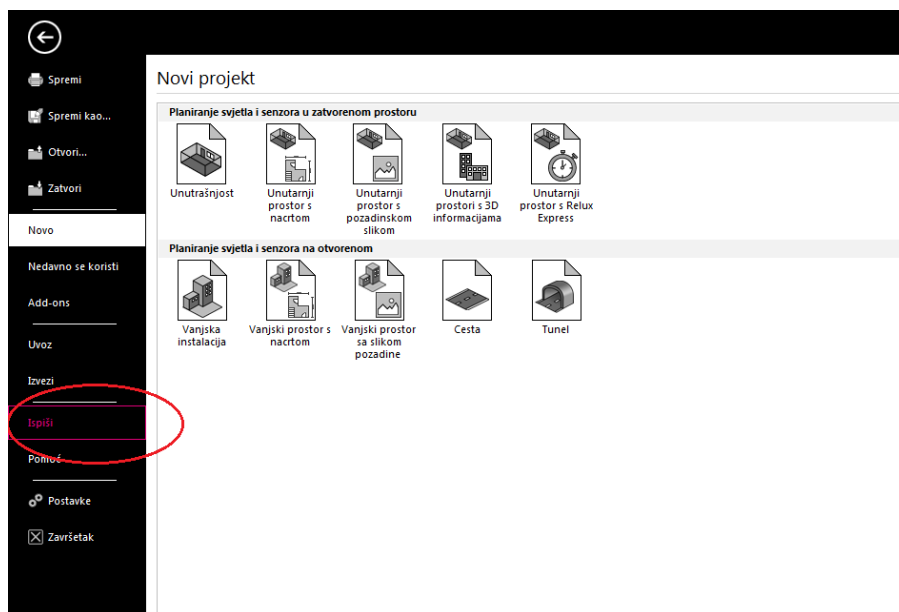 Spremi
Spremi kao...
Otvori...
Zatvori
Novo
Nedavno se koristi
Add-ons
Uvoz
Izvezi
Ispiši
Pomoć
Postavke
Završetak
Novi projekt
Planiranje svjetla i senzora u zatvorenom prostoru
Unutrašnjost
Unutarnji
prostor s
nacrtom
Unutarnji
prostor s
pozadinskom
slikom
Unutarnji
prostori s 3D
informacijama
Unutarnji
prostor s Relux
Express
Planiranje svjetla i senzora na otvorenom
Vanjska
instalacija
Vanjski prostor s
nacrtom
Vanjski prostor
sa slikom
pozadine
Cesta
Tunel